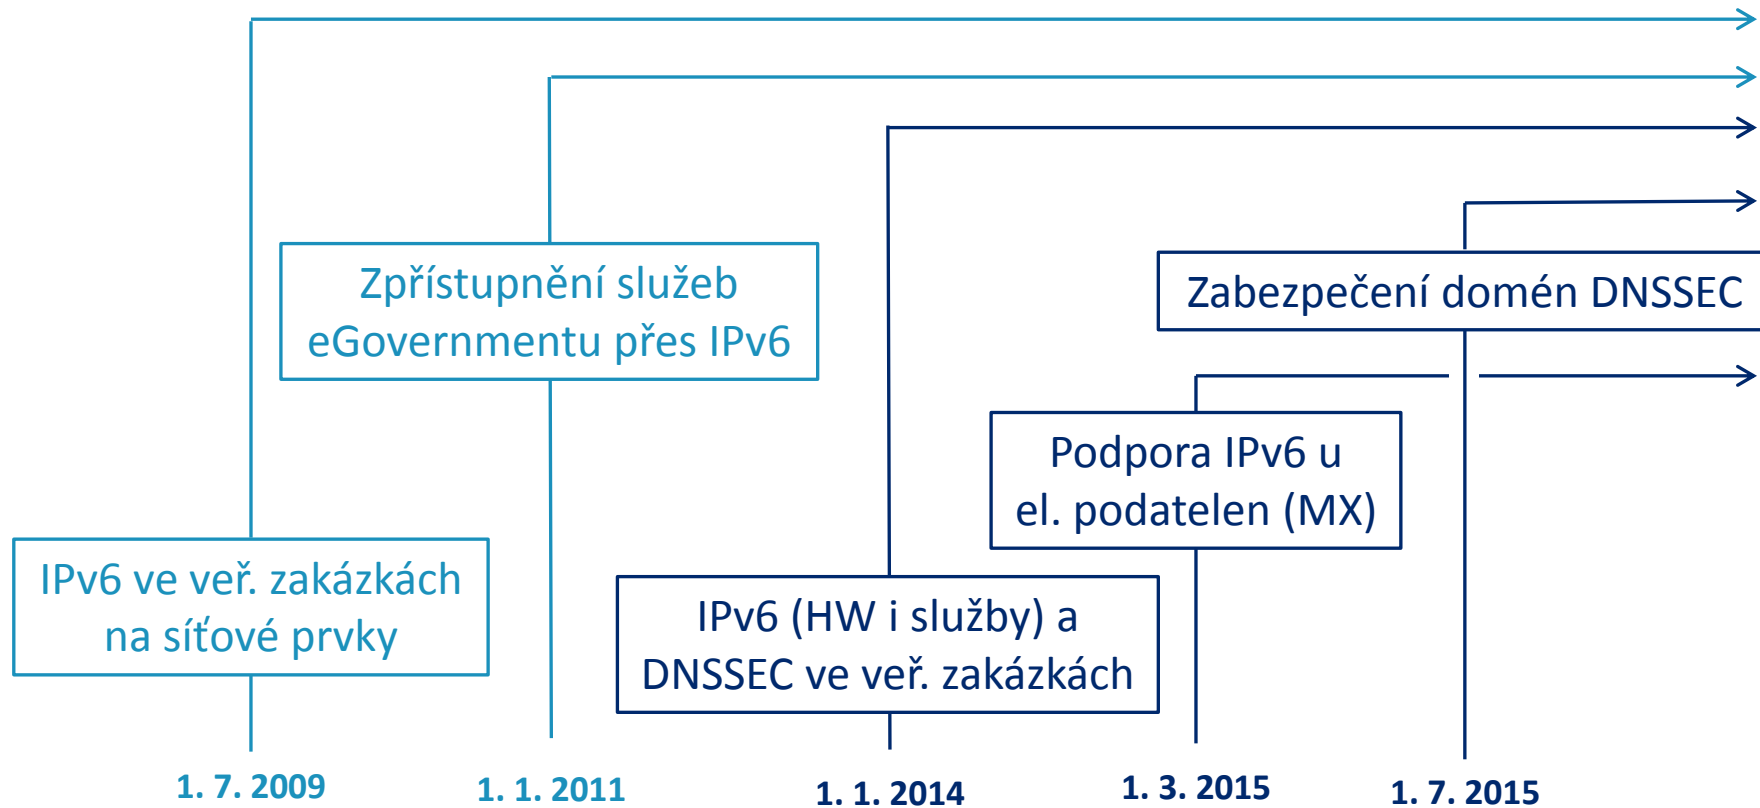 Zpřístupnění služeb
eGovernmentu přes IPv6
Zabezpečení domén DNSSEC
Podpora IPv6 u
el. podatelen (MX)
IPv6 ve veř. zakázkách
na síťové prvky
IPv6 (HW i služby) a
DNSSEC ve veř. zakázkách
1. 7. 2009
1. 1. 2011
1. 1. 2014
1. 3. 2015
1. 7. 2015